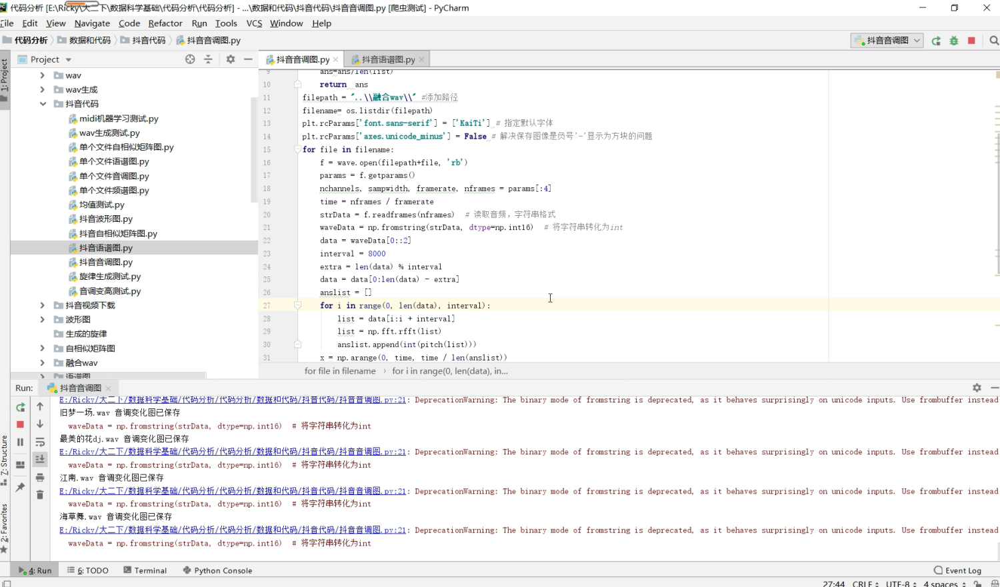 代码分析 [E:\Ricky\大二下\数据科学基础\代码分析\代码分析] - ...\数据和代码\抖音代码\抖音音调图.py [爬虫测试] - PyCharm
File Edit View Navigate Code Refactor Run Tools VCS Window Help
代码分析 数据和代码 抖音代码 抖音音调图.py
抖音音调图
Project
抖音音调图.py
抖音语谱图.py
1: Project
wav
wav生成
抖音代码
midi机器学习测试.py
wav生成测试.py
单个文件自相似矩阵图.py
单个文件语谱图.py
单个文件音调图.py
单个文件频谱图.py
均值测试.py
抖音波形图.py
抖音自相似矩阵图.py
抖音语谱图.py
抖音音调图.py
旋律生成测试.py
音调变高测试.py
抖音视频下载
波形图
生成的旋律
自相似矩阵图
融合wav
语谱图
9 ans=ans/len(list)
10 return ans
11 filepath = "..\\融合wav\\" #添加路径
12 filename= os.listdir(filepath)
13 plt.rcParams['font.sans-serif'] = ['KaiTi'] # 指定默认字体
14 plt.rcParams['axes.unicode_minus'] = False # 解决保存图像是负号'-'显示为方块的问题
15 for file in filename:
16 f = wave.open(filepath+file, 'rb')
17 params = f.getparams()
18 nchannels, sampwidth, framerate, nframes = params[:4]
19 time = nframes / framerate
20 strData = f.readframes(nframes) # 读取音频，字符串格式
21 waveData = np.fromstring(strData, dtype=np.int16) # 将字符串转化为int
22 data = waveData[0::2]
23 interval = 8000
24 extra = len(data) % interval
25 data = data[0:len(data) - extra]
26 anslist = []
27 for i in range(0, len(data), interval):
28 list = data[i:i + interval]
29 list = np.fft.rfft(list)
30 anslist.append(int(pitch(list)))
31 x = np.arange(0, time, time / len(anslist))
for file in filename › for i in range(0, len(data), in...
Run: 抖音音调图
E:/Ricky/大二下/数据科学基础/代码分析/代码分析/数据和代码/抖音代码/抖音音调图.py:21: DeprecationWarning: The binary mode of fromstring is deprecated, as it behaves surprisingly on unicode inputs. Use frombuffer instead
旧梦一场.wav 音调变化图已保存
waveData = np.fromstring(strData, dtype=np.int16) # 将字符串转化为int
最美的花dj.wav 音调变化图已保存
E:/Ricky/大二下/数据科学基础/代码分析/代码分析/数据和代码/抖音代码/抖音音调图.py:21: DeprecationWarning: The binary mode of fromstring is deprecated, as it behaves surprisingly on unicode inputs. Use frombuffer instead
waveData = np.fromstring(strData, dtype=np.int16) # 将字符串转化为int
江南.wav 音调变化图已保存
E:/Ricky/大二下/数据科学基础/代码分析/代码分析/数据和代码/抖音代码/抖音音调图.py:21: DeprecationWarning: The binary mode of fromstring is deprecated, as it behaves surprisingly on unicode inputs. Use frombuffer instead
waveData = np.fromstring(strData, dtype=np.int16) # 将字符串转化为int
海草舞.wav 音调变化图已保存
E:/Ricky/大二下/数据科学基础/代码分析/代码分析/数据和代码/抖音代码/抖音音调图.py:21: DeprecationWarning: The binary mode of fromstring is deprecated, as it behaves surprisingly on unicode inputs. Use frombuffer instead
waveData = np.fromstring(strData, dtype=np.int16) # 将字符串转化为int
Z: Structure
2: Favorites
4: Run 6: TODO Terminal Python Console Event Log
27:44 CRLF UTF-8 4 spaces